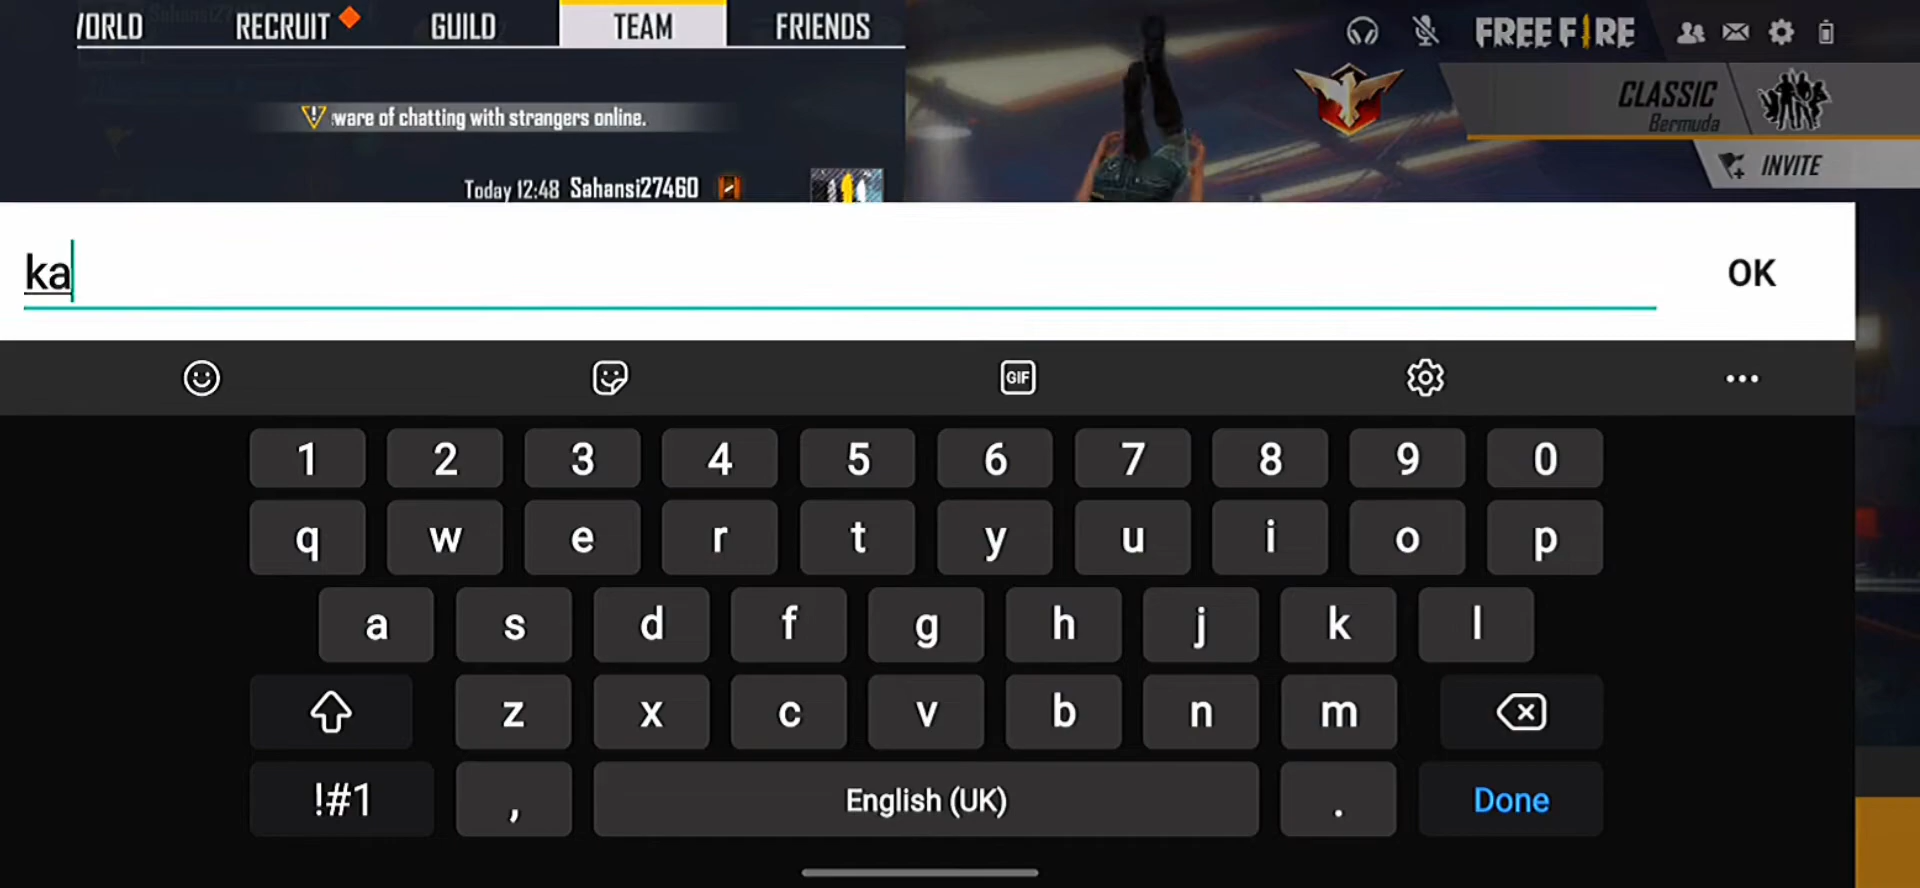 /ORLD RECRUIT GUILD TEAM FRIENDS
FREE FIRE
ware of chatting with strangers online.
CLASSIC
Bermuda
INVITE
Today 12:48 Sahansi27460
ka
OK
GIF
1 2 3 4 5 6 7 8 9 0
q w e r t y u i o p
a s d f g h j k l
z x c v b n m
!#1 , English (UK) . Done